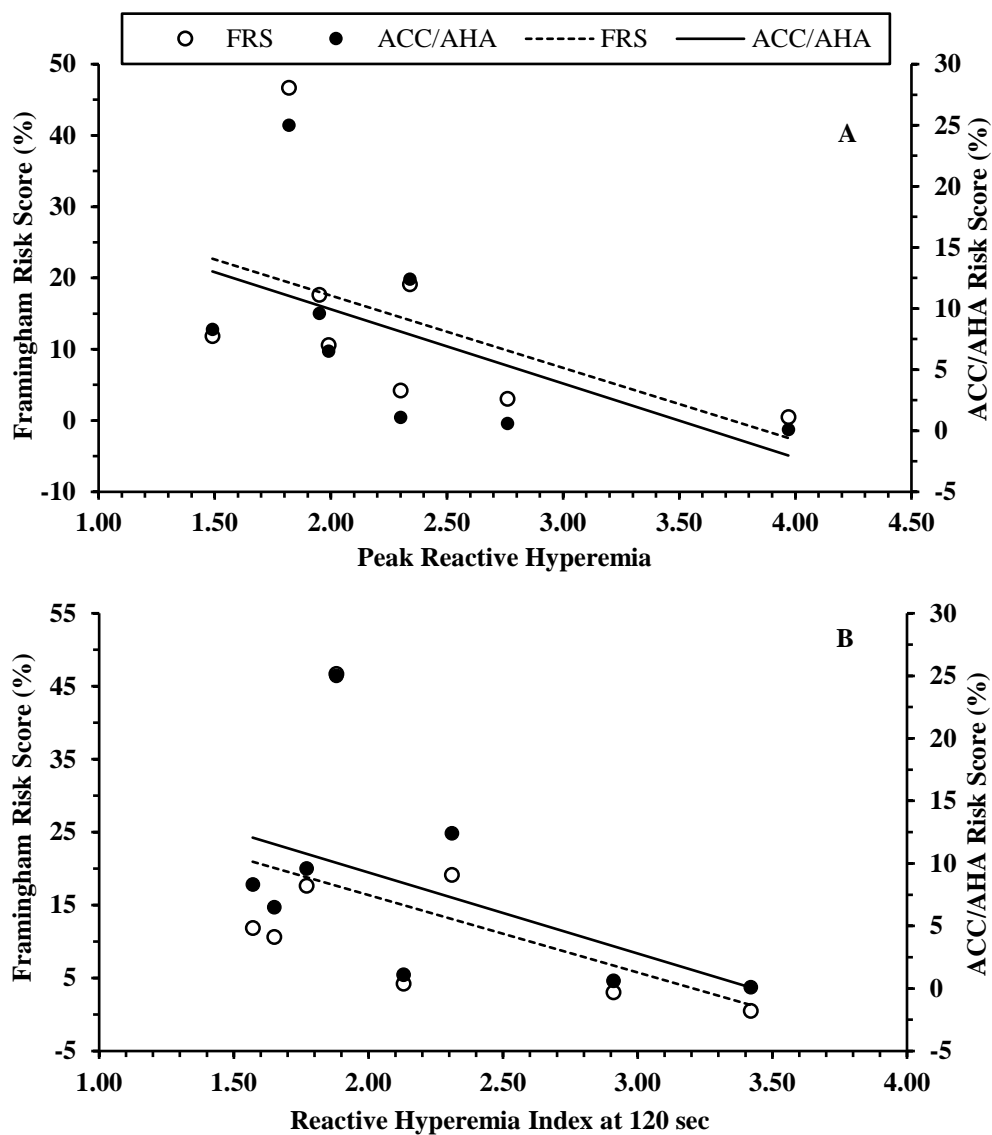 FRS ACC/AHA FRS ACC/AHA
A
Framingham Risk Score (%)
50
40
30
20
10
0
-10
ACC/AHA Risk Score (%)
30
25
20
15
10
5
0
-5
1.00 1.50 2.00 2.50 3.00 3.50 4.00 4.50
Peak Reactive Hyperemia
B
Framingham Risk Score (%)
55
45
35
25
15
5
-5
ACC/AHA Risk Score (%)
30
25
20
15
10
5
0
-5
1.00 1.50 2.00 2.50 3.00 3.50 4.00
Reactive Hyperemia Index at 120 sec